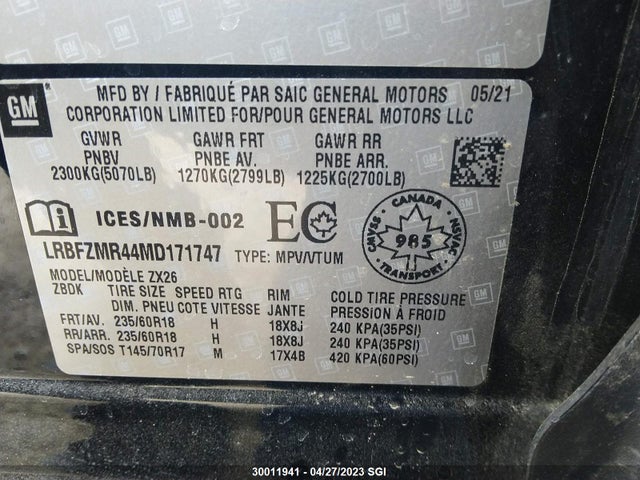 GM
MFD BY / FABRIQUÉ PAR SAIC GENERAL MOTORS 05/21
CORPORATION LIMITED FOR/POUR GENERAL MOTORS LLC
GVWR GAWR FRT GAWR RR
PNBV PNBE AV. PNBE ARR.
2300KG(5070LB) 1270KG(2799LB) 1225KG(2700LB)
ICES/NMB-002 EC
CANADA
SVMAC NSVAC
985
TRANSPORT
LRBFZMR44MD171747 TYPE: MPV/VTUM
MODEL/MODÈLE ZX26
ZBDK TIRE SIZE SPEED RTG RIM COLD TIRE PRESSURE
DIM. PNEU COTE VITESSE JANTE PRESSION À FROID
FRT/AV. 235/60R18 H 18X8J 240 KPA(35PSI)
RR/ARR. 235/60R18 H 18X8J 240 KPA(35PSI)
SPA/SOS T145/70R17 M 17X4B 420 KPA(60PSI)
30011941 - 04/27/2023 SGI